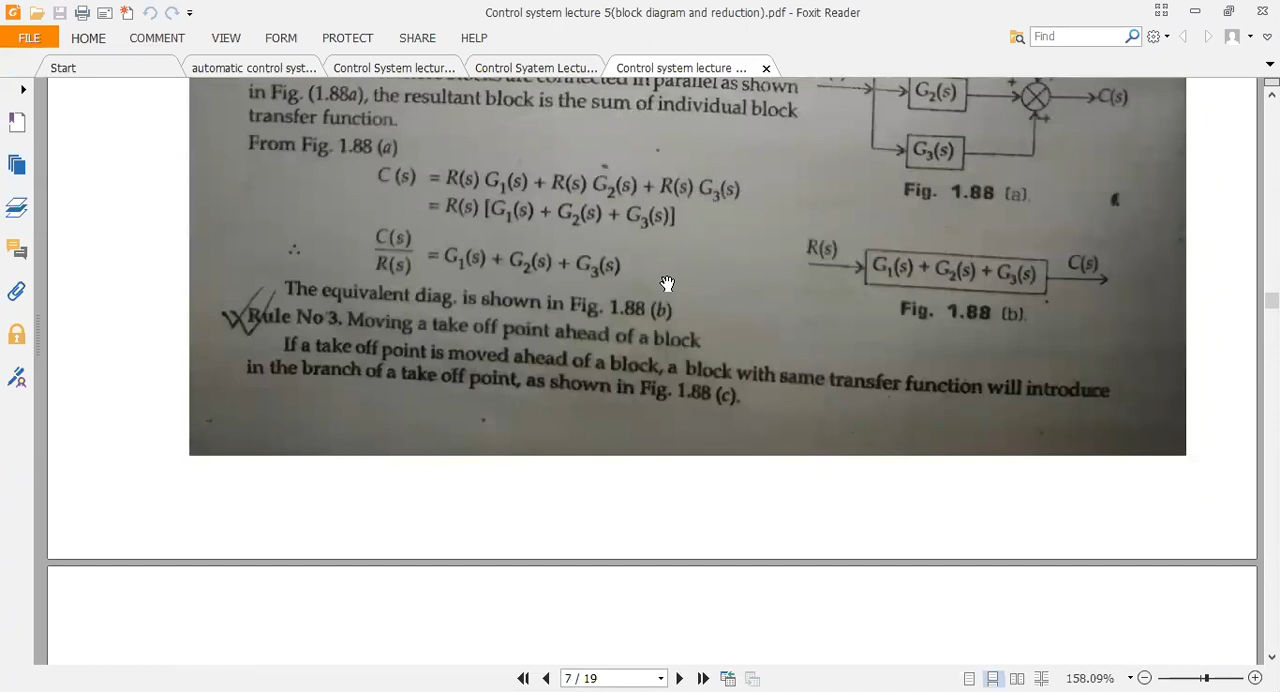 Control system lecture 5(block diagram and reduction).pdf - Foxit Reader
FILE HOME COMMENT VIEW FORM PROTECT SHARE HELP
Find
Start automatic control syst... Control System lectur... Control Syatem Lectu... Control system lecture ...
connected in parallel as shown
in Fig. (1.88a), the resultant block is the sum of individual block
transfer function.
From Fig. 1.88 (a)
C (s) = R(s) G₁(s) + R(s) G₂(s) + R(s) G₃(s)
= R(s) [G₁(s) + G₂(s) + G₃(s)]
∴ C(s)/R(s) = G₁(s) + G₂(s) + G₃(s)
The equivalent diag. is shown in Fig. 1.88 (b)
G₂(s)
+
C(s)
+
G₃(s)
Fig. 1.88 (a).
R(s)
G₁(s) + G₂(s) + G₃(s)
C(s)
Fig. 1.88 (b).
Rule No 3. Moving a take off point ahead of a block
If a take off point is moved ahead of a block, a block with same transfer function will introduce
in the branch of a take off point, as shown in Fig. 1.88 (c).
7 / 19
158.09%